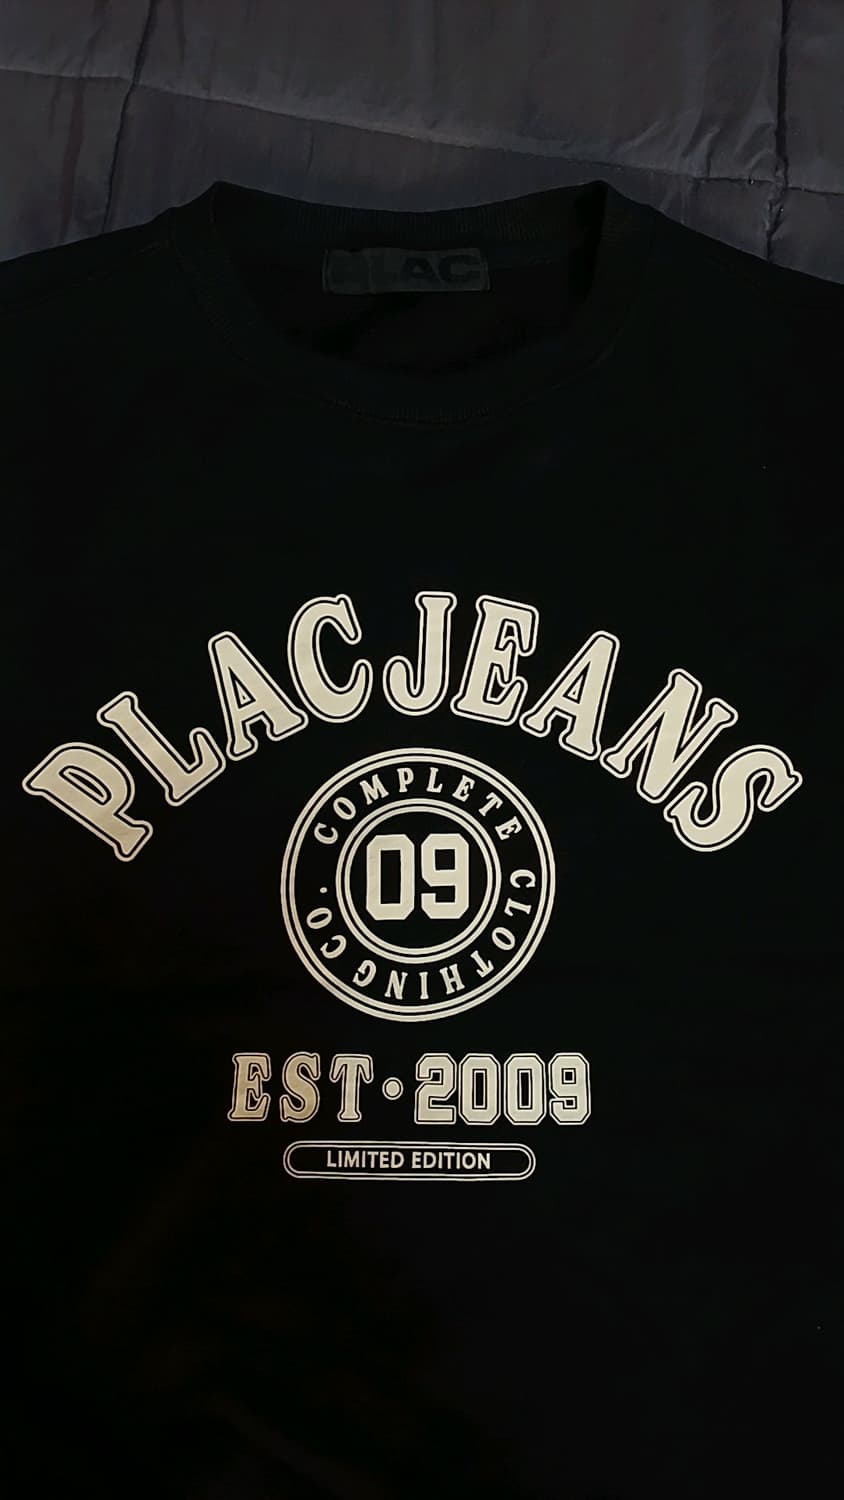 PLAC
PLACJEANS
COMPLETE CLOTHING CO ·
09
EST·2009
LIMITED EDITION